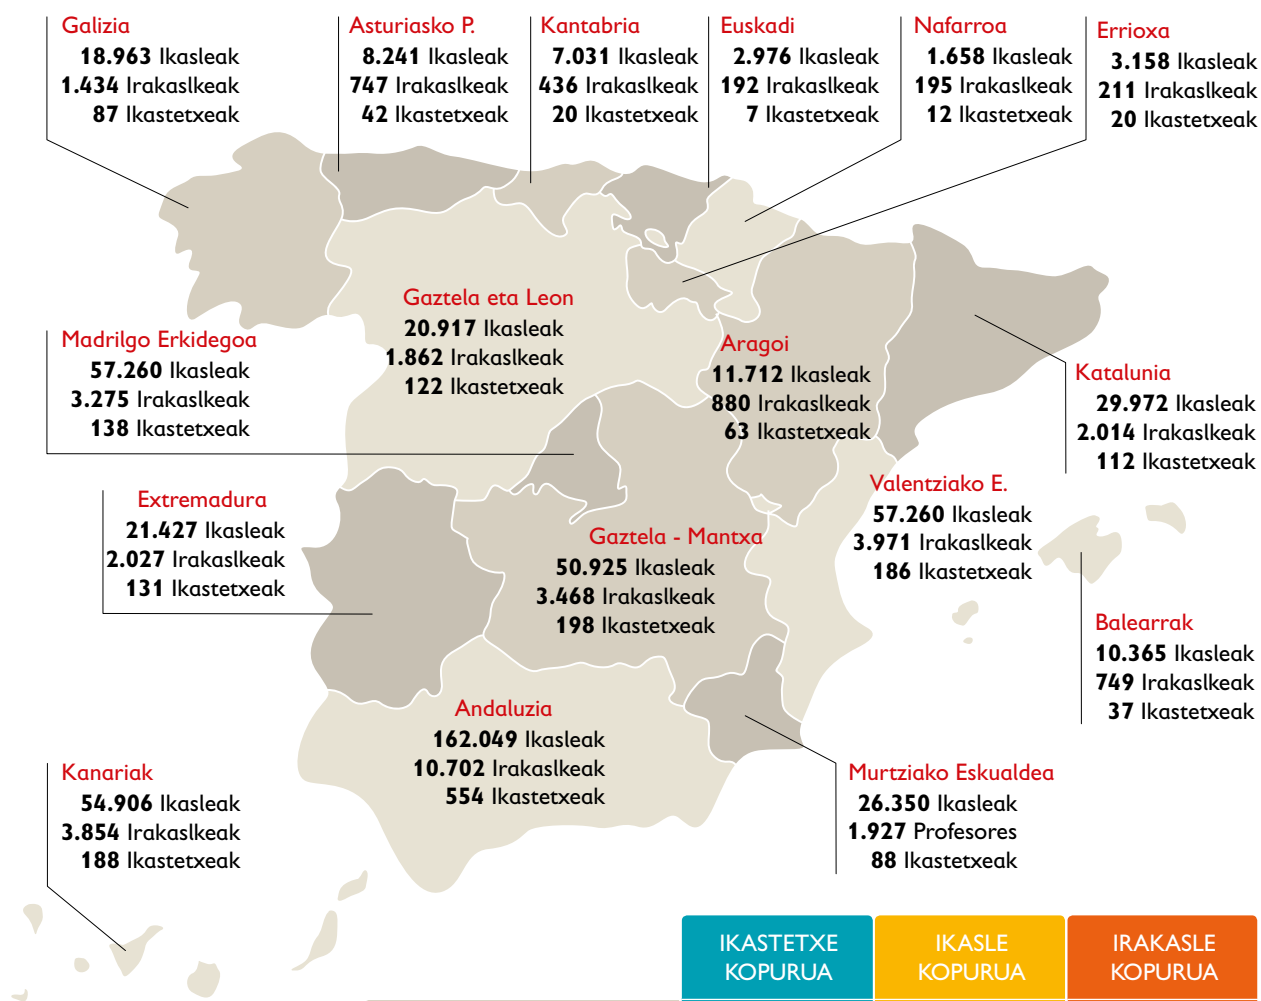 Galizia
18.963 Ikasleak
1.434 Irakaslkeak
87 Ikastetxeak
Asturiasko P.
8.241 Ikasleak
747 Irakaslkeak
42 Ikastetxeak
Kantabria
7.031 Ikasleak
436 Irakaslkeak
20 Ikastetxeak
Euskadi
2.976 Ikasleak
192 Irakaslkeak
7 Ikastetxeak
Nafarroa
1.658 Ikasleak
195 Irakaslkeak
12 Ikastetxeak
Errioxa
3.158 Ikasleak
211 Irakaslkeak
20 Ikastetxeak
Gaztela eta Leon
20.917 Ikasleak
1.862 Irakaslkeak
122 Ikastetxeak
Madrilgo Erkidegoa
57.260 Ikasleak
3.275 Irakaslkeak
138 Ikastetxeak
Aragoi
11.712 Ikasleak
880 Irakaslkeak
63 Ikastetxeak
Katalunia
29.972 Ikasleak
2.014 Irakaslkeak
112 Ikastetxeak
Extremadura
21.427 Ikasleak
2.027 Irakaslkeak
131 Ikastetxeak
Valentziako E.
57.260 Ikasleak
3.971 Irakaslkeak
186 Ikastetxeak
Gaztela - Mantxa
50.925 Ikasleak
3.468 Irakaslkeak
198 Ikastetxeak
Balearrak
10.365 Ikasleak
749 Irakaslkeak
37 Ikastetxeak
Andaluzia
162.049 Ikasleak
10.702 Irakaslkeak
554 Ikastetxeak
Kanariak
54.906 Ikasleak
3.854 Irakaslkeak
188 Ikastetxeak
Murtziako Eskualdea
26.350 Ikasleak
1.927 Profesores
88 Ikastetxeak
IKASTETXE
KOPURUA
IKASLE
KOPURUA
IRAKASLE
KOPURUA